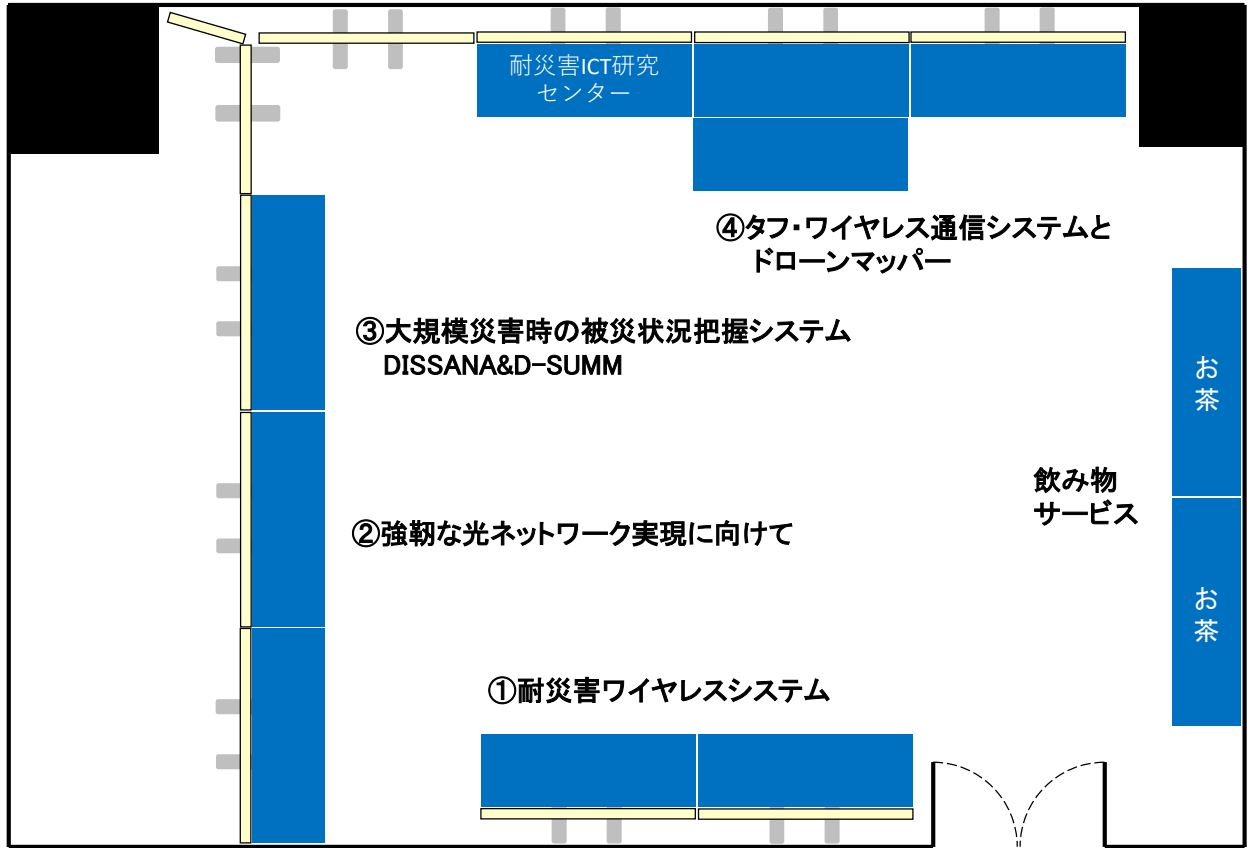 耐災害ICT研究
センター
④タフ・ワイヤレス通信システムと
ドローンマッパー
③大規模災害時の被災状況把握システム
DISSANA&D-SUMM
お
茶
飲み物
サービス
②強靭な光ネットワーク実現に向けて
お
茶
①耐災害ワイヤレスシステム